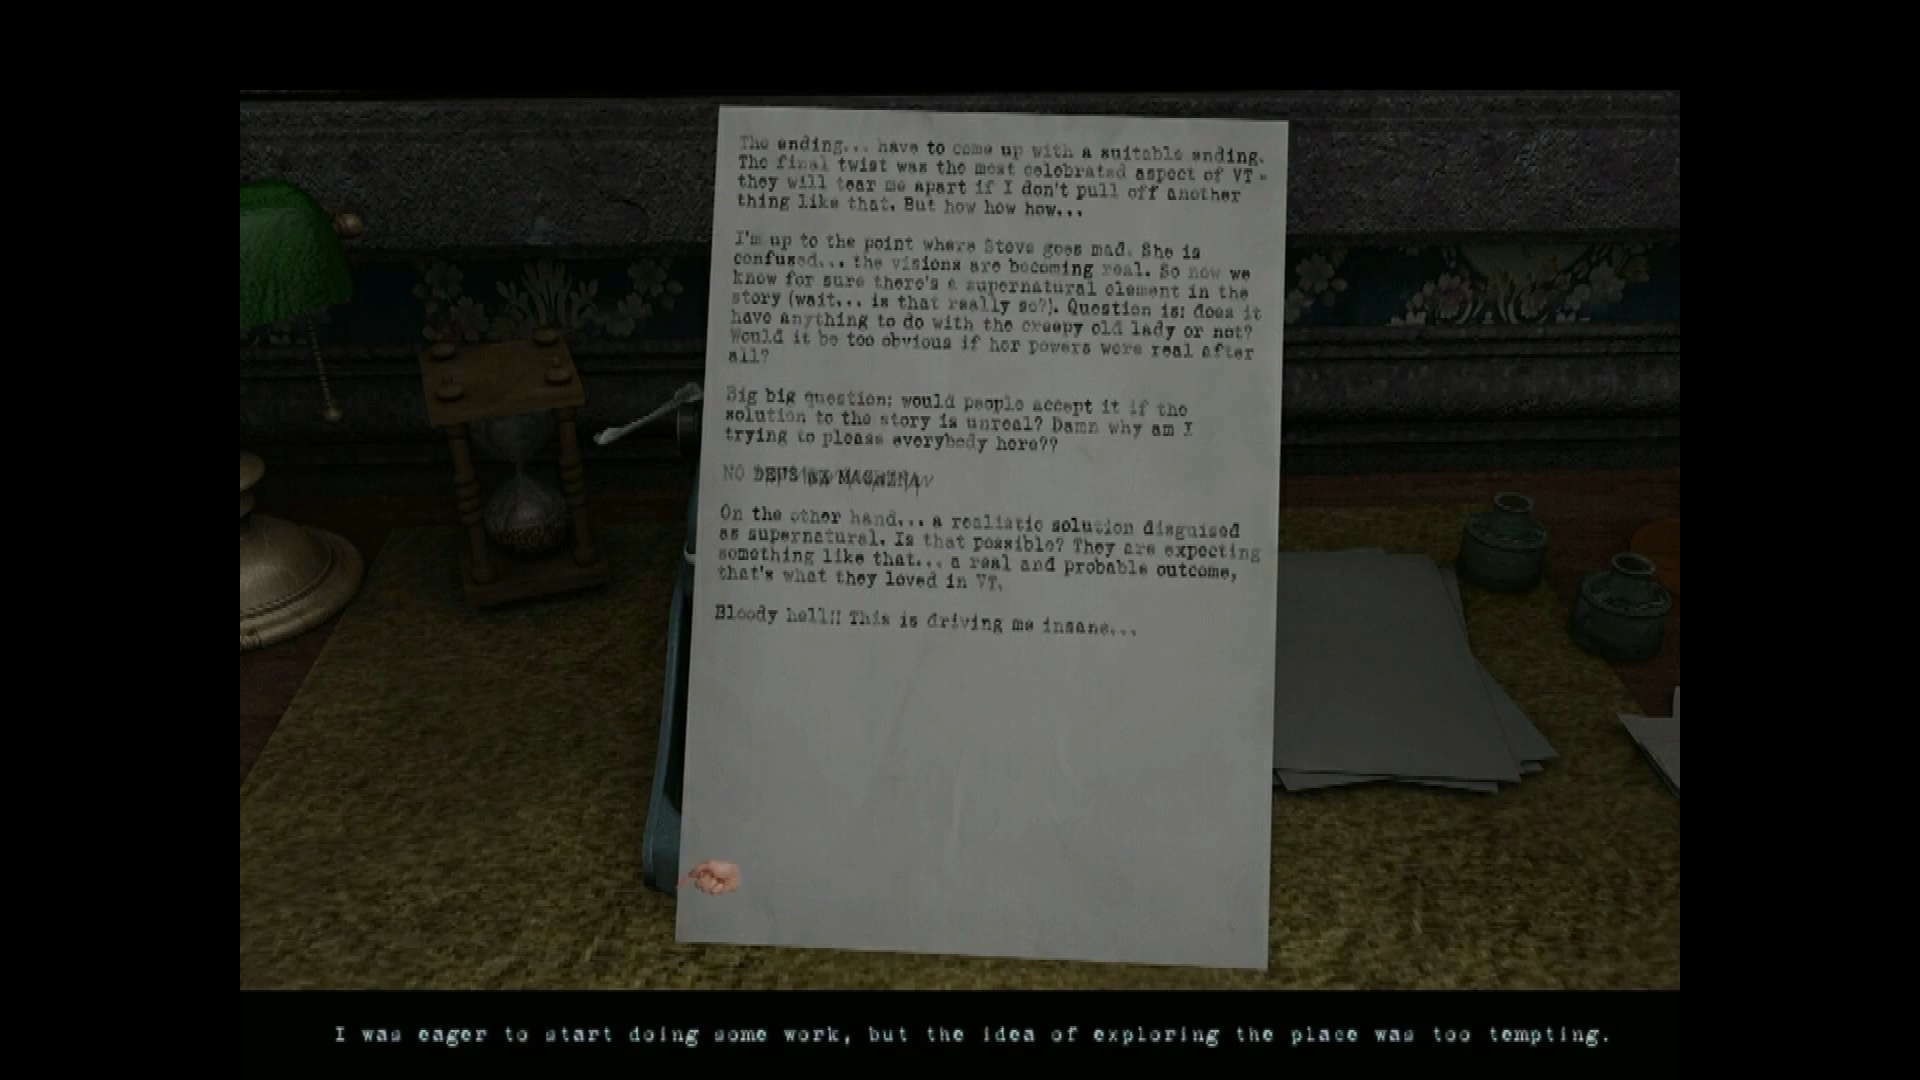 The ending... have to come up with a suitable ending.
The final twist was the most celebrated aspect of VT -
they will tear me apart if I don't pull off another
thing like that. But how how how...
I'm up to the point where Steve goes mad. She is
confused... the visions are becoming real. So now we
know for sure there's a supernatural element in the
story (wait... is that really so?). Question is: does it
have anything to do with the creepy old lady or not?
Would it be too obvious if her powers were real after
all?
Big big question: would people accept it if the
solution to the story is unreal? Damn why am I
trying to please everybody here??
NO DEUS EX MACHINA
On the other hand... a realistic solution disguised
as supernatural. Is that possible? They are expecting
something like that... a real and probable outcome,
that's what they loved in VT.
Bloody hell!! This is driving me insane...
I was eager to start doing some work, but the idea of exploring the place was too tempting.